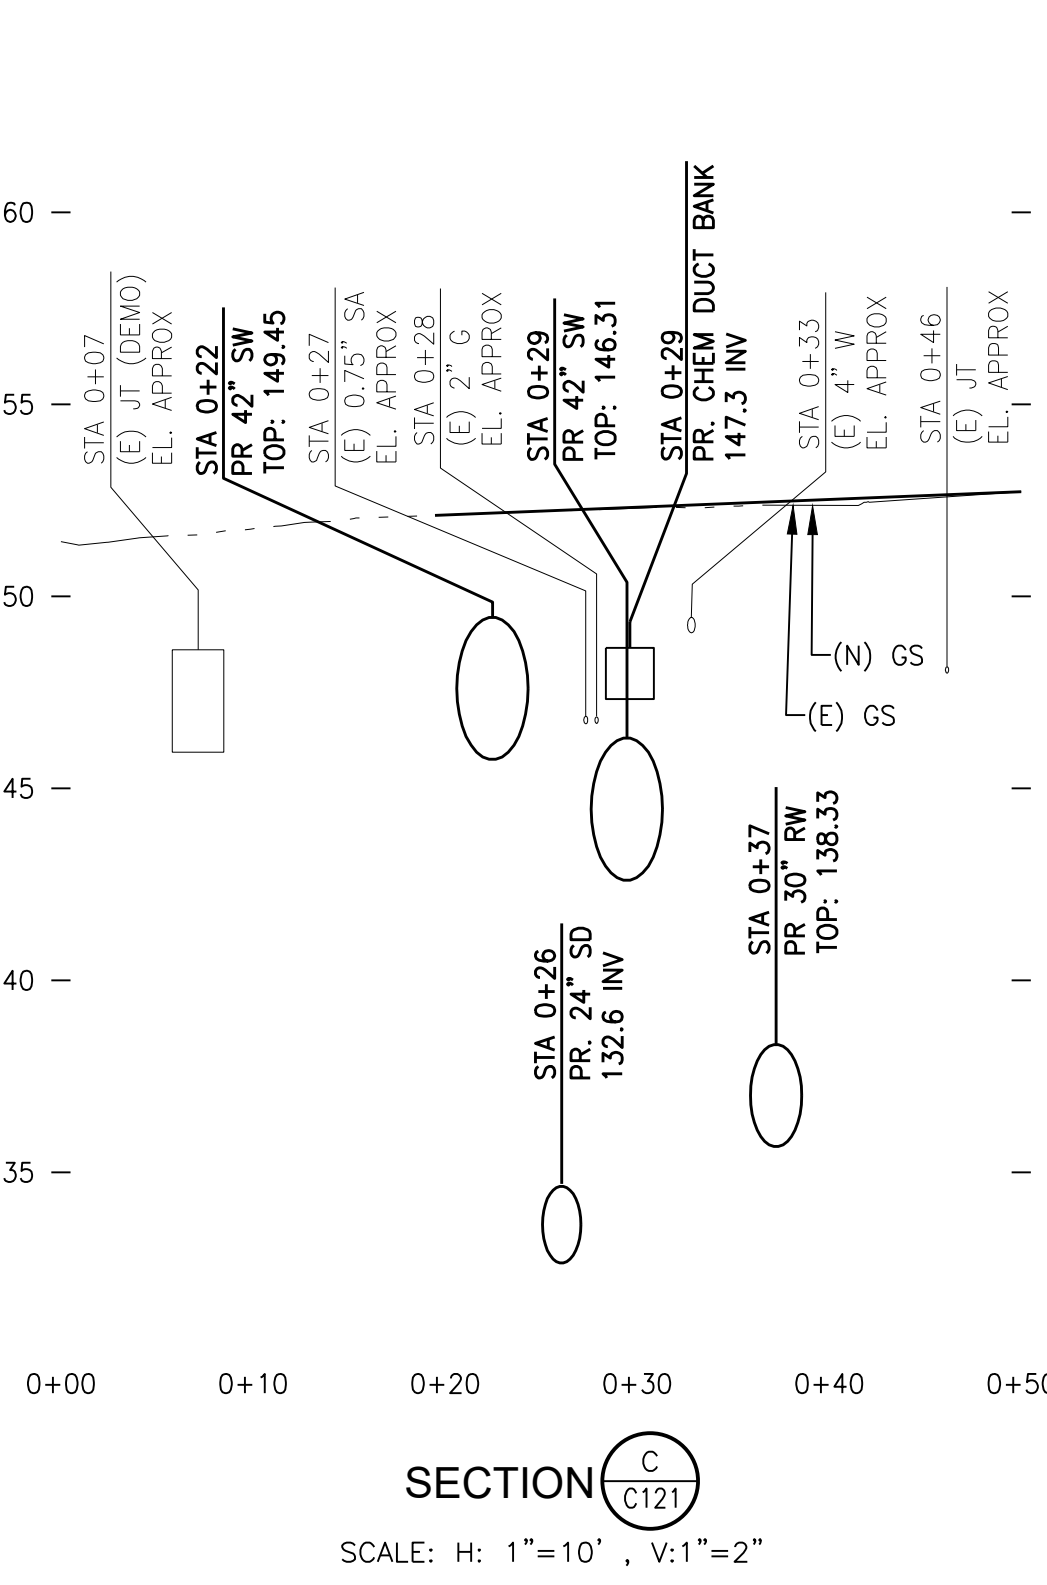 STA 0+07
(E) JT (DEMO)
EL. APPROX
STA 0+22
PR 42" SW
TOP: 149.45
STA 0+27
(E) 0.75" SA
EL. APPROX
STA 0+28
(E) 2" G
EL. APPROX
STA 0+29
PR 42" SW
TOP: 146.31
STA 0+29
PR. CHEM DUCT BANK
147.3 INV
STA 0+33
(E) 4" W
EL. APPROX
STA 0+46
(E) JT
EL. APPROX
60
55
50
45
40
35
(N) GS
(E) GS
STA 0+37
PR 30" RW
TOP: 138.33
STA 0+26
PR. 24" SD
132.6 INV
0+00 0+10 0+20 0+30 0+40 0+50
SECTION
C
C121
SCALE: H: 1"=10' , V:1"=2"